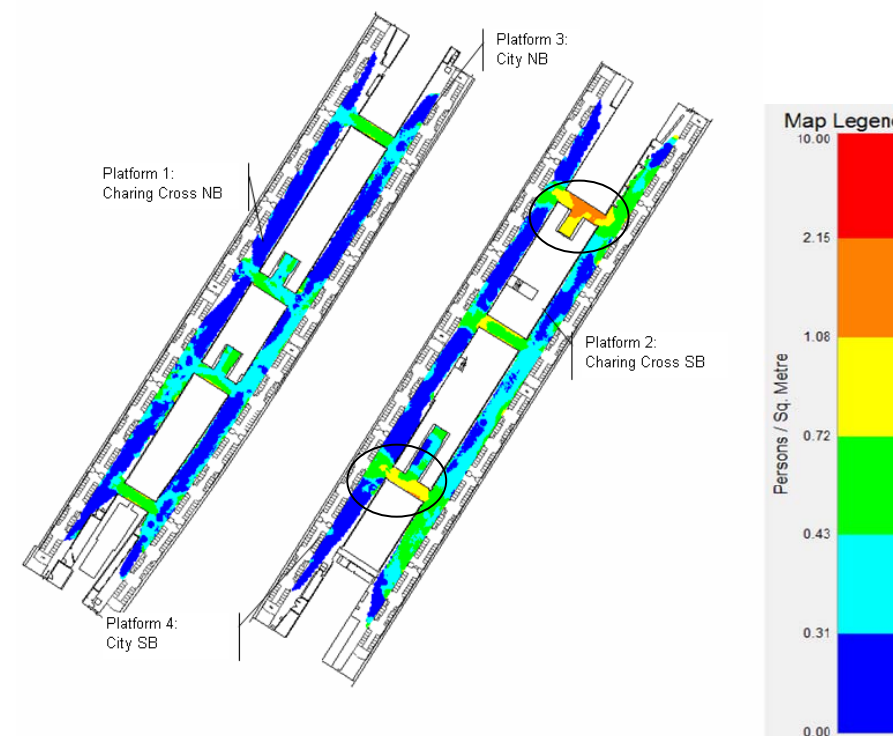 Platform 3:
City NB
Platform 1:
Charing Cross NB
Platform 2:
Charing Cross SB
Platform 4:
City SB
Map Legend
10.00
2.15
1.08
0.72
0.43
0.31
0.00
Persons / Sq. Metre